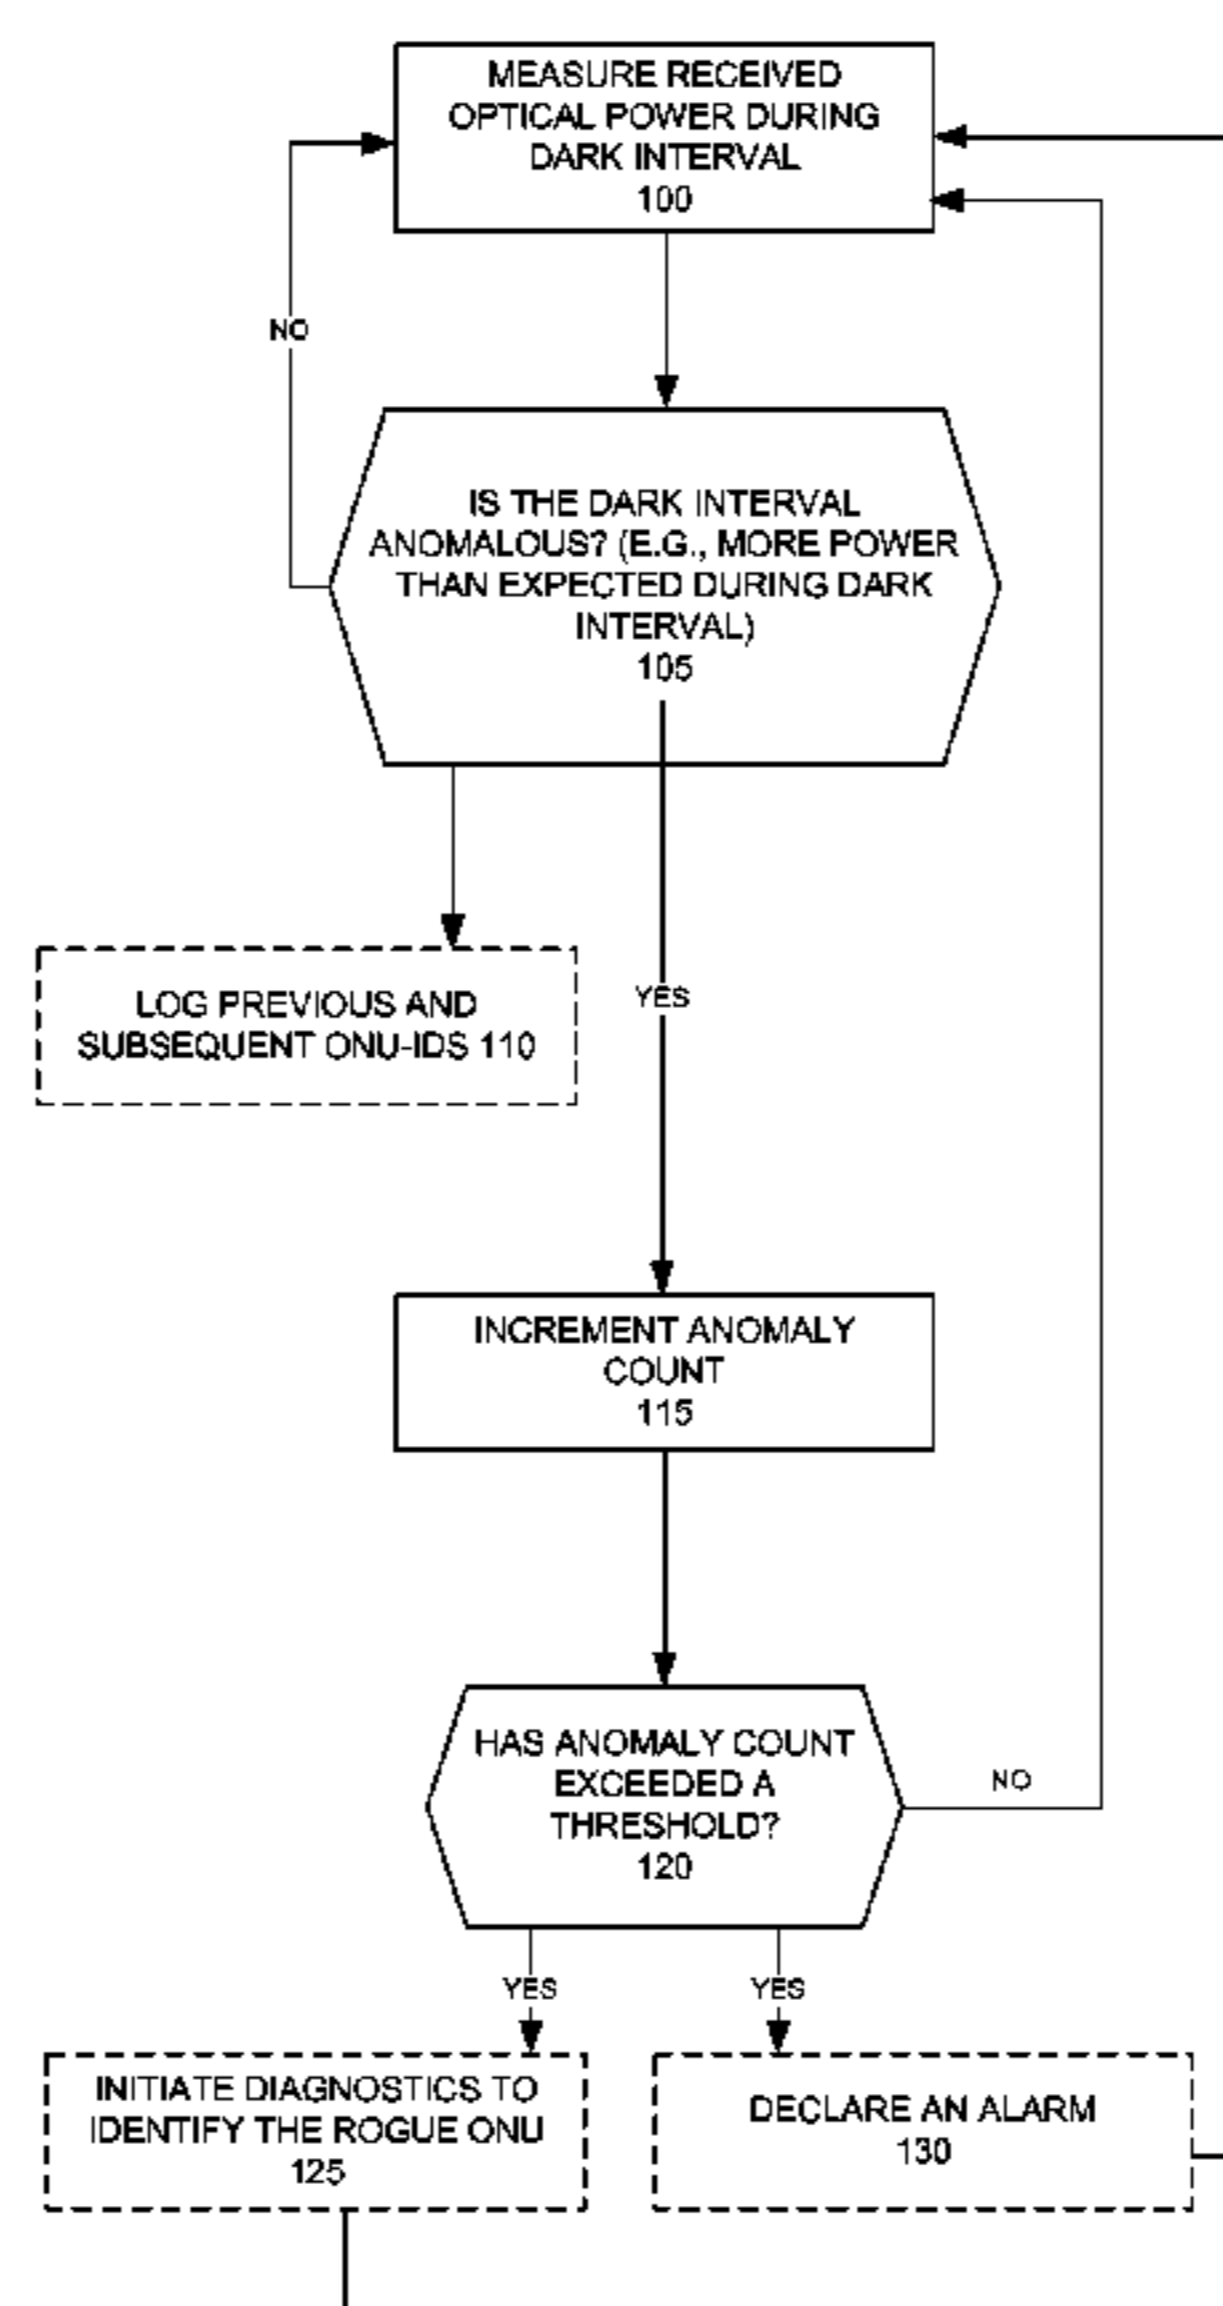 MEASURE RECEIVED
OPTICAL POWER DURING
DARK INTERVAL
100
NO
IS THE DARK INTERVAL
ANOMALOUS? (E.G., MORE POWER
THAN EXPECTED DURING DARK
INTERVAL)
105
LOG PREVIOUS AND
SUBSEQUENT ONU-IDS 110
YES
INCREMENT ANOMALY
COUNT
115
HAS ANOMALY COUNT
EXCEEDED A
THRESHOLD?
120
NO
YES
YES
INITIATE DIAGNOSTICS TO
IDENTIFY THE ROGUE ONU
125
DECLARE AN ALARM
130